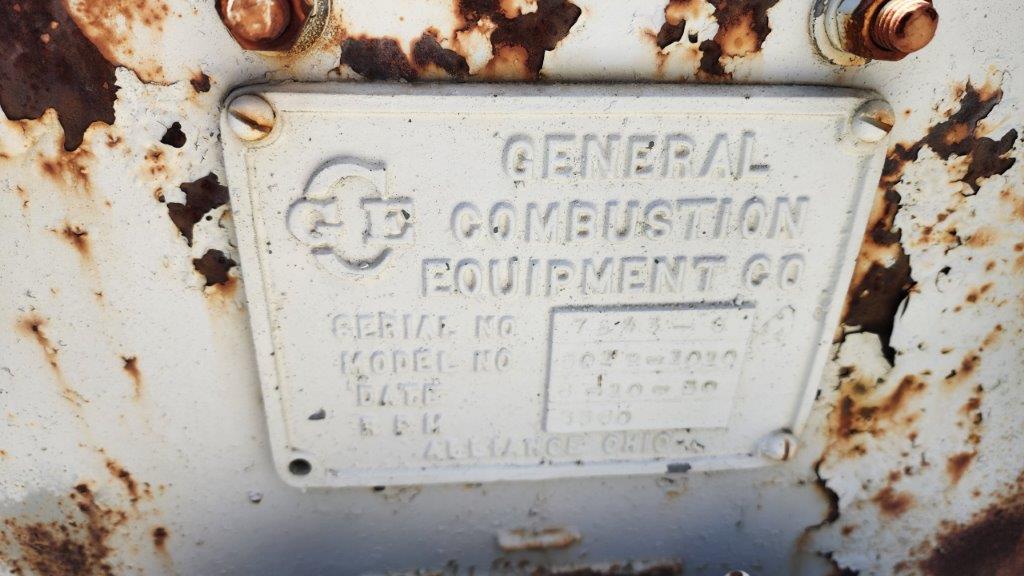 GCE
GENERAL
COMBUSTION
EQUIPMENT CO
SERIAL NO
MODEL NO
DATE
RPM
ALLIANCE OHIO